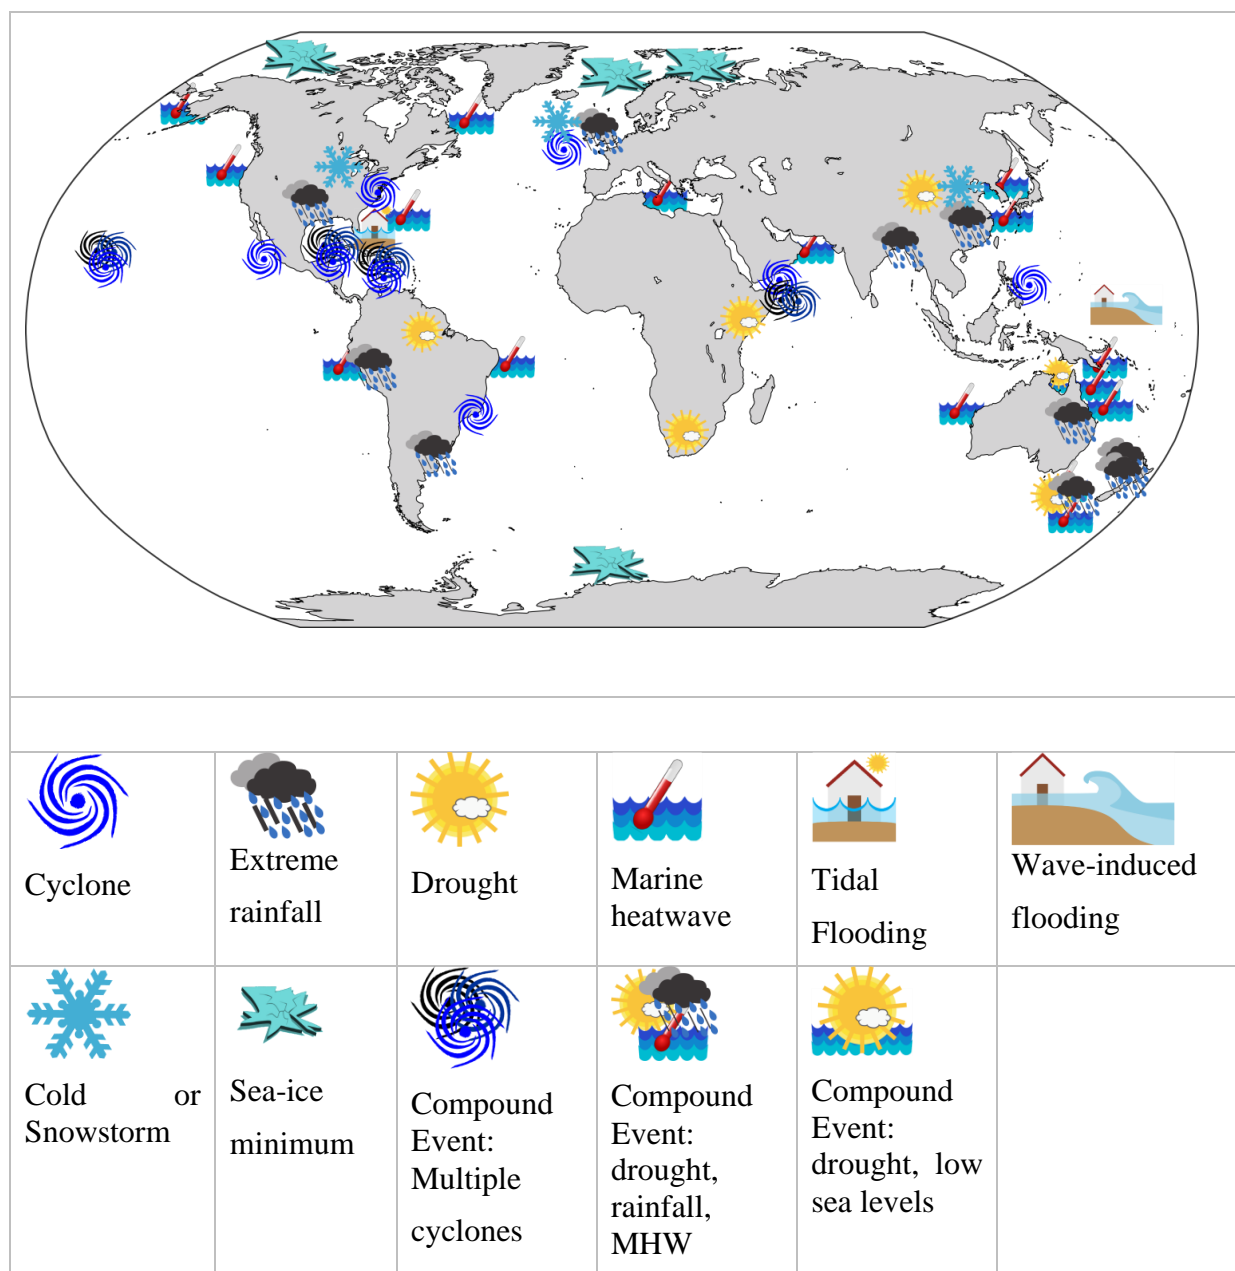 Cyclone
Extreme
rainfall
Drought
Marine
heatwave
Tidal
Flooding
Wave-induced
flooding
Cold or
Snowstorm
Sea-ice
minimum
Compound
Event:
Multiple
cyclones
Compound
Event:
drought,
rainfall,
MHW
Compound
Event:
drought, low
sea levels